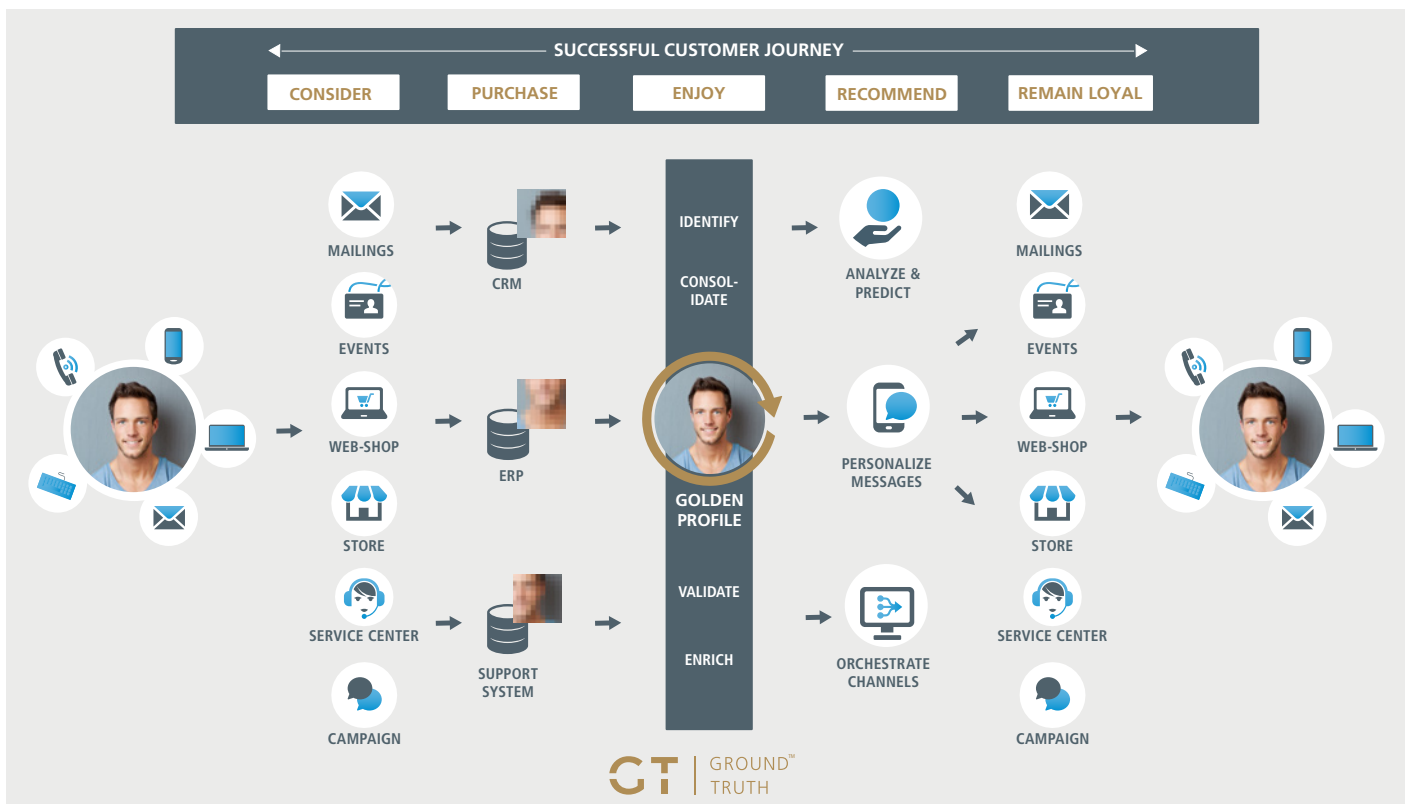 SUCCESSFUL CUSTOMER JOURNEY
CONSIDER
PURCHASE
ENJOY
RECOMMEND
REMAIN LOYAL
MAILINGS
EVENTS
WEB-SHOP
STORE
SERVICE CENTER
CAMPAIGN
CRM
ERP
SUPPORT
SYSTEM
IDENTIFY
CONSOL-
IDATE
GOLDEN
PROFILE
VALIDATE
ENRICH
ANALYZE &
PREDICT
PERSONALIZE
MESSAGES
ORCHESTRATE
CHANNELS
MAILINGS
EVENTS
WEB-SHOP
STORE
SERVICE CENTER
CAMPAIGN
GT
GROUND™
TRUTH